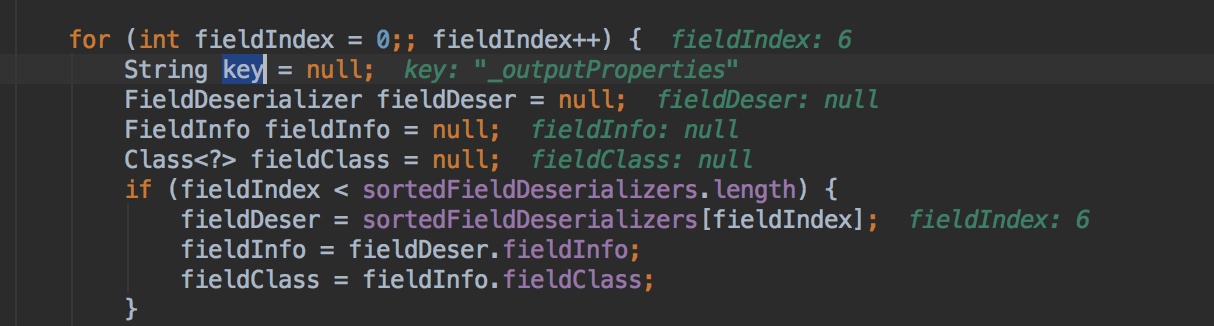 for (int fieldIndex = 0;; fieldIndex++) {  fieldIndex: 6
String key = null;  key: "_outputProperties"
FieldDeserializer fieldDeser = null;  fieldDeser: null
FieldInfo fieldInfo = null;  fieldInfo: null
Class<?> fieldClass = null;  fieldClass: null
if (fieldIndex < sortedFieldDeserializers.length) {
fieldDeser = sortedFieldDeserializers[fieldIndex];  fieldIndex: 6
fieldInfo = fieldDeser.fieldInfo;
fieldClass = fieldInfo.fieldClass;
}